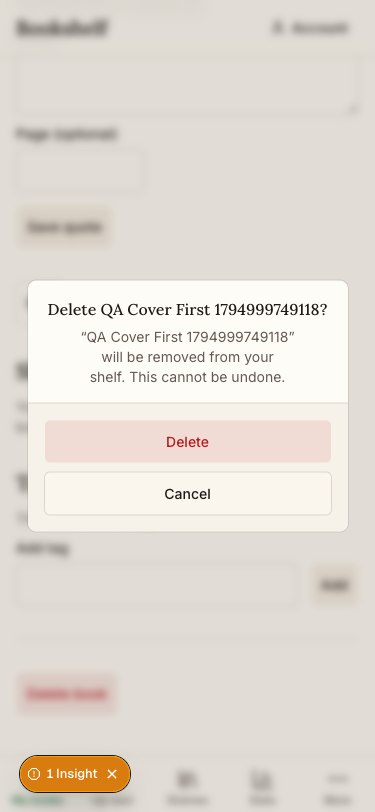 Bookshelf
Account
Page (optional)
Save quote
Delete QA Cover First 1794999749118?
“QA Cover First 1794999749118”
will be removed from your
shelf. This cannot be undone.
Delete
Cancel
Add tag
Add
Delete book
1 Insight
More